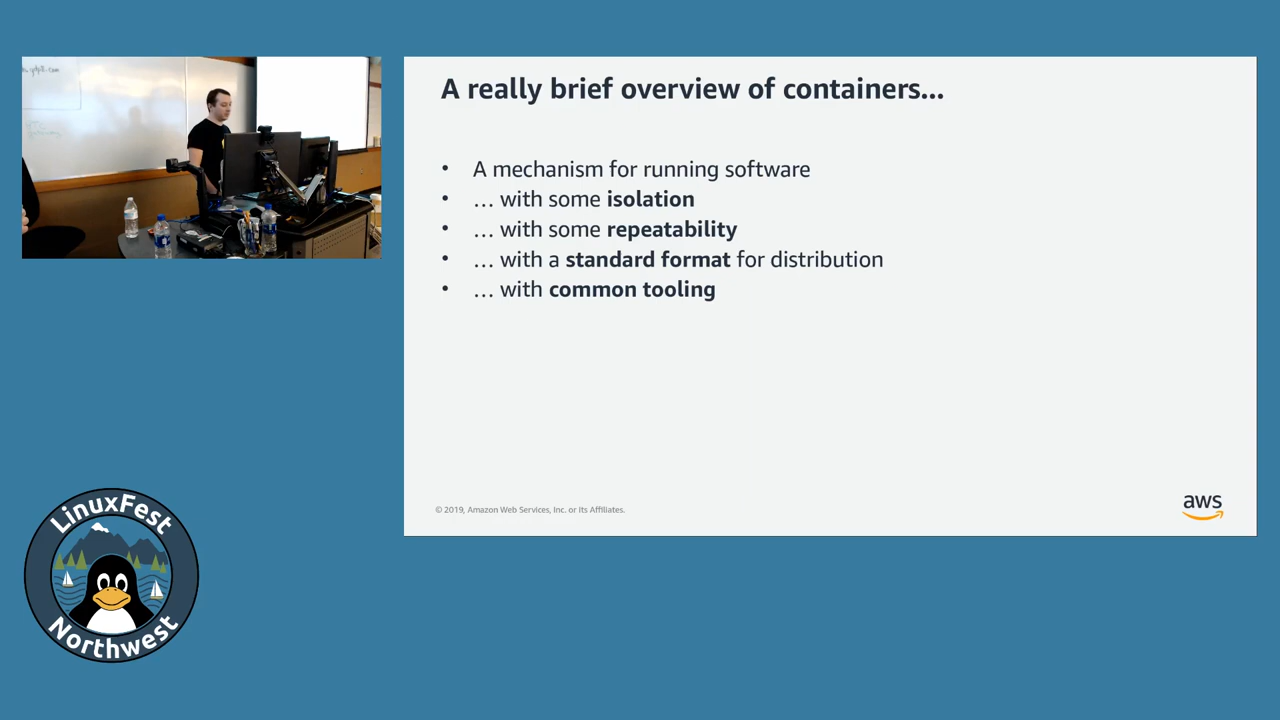 A really brief overview of containers...
• A mechanism for running software
• … with some isolation
• … with some repeatability
• … with a standard format for distribution
• … with common tooling
© 2019, Amazon Web Services, Inc. or its Affiliates.
aws
LinuxFest
Northwest